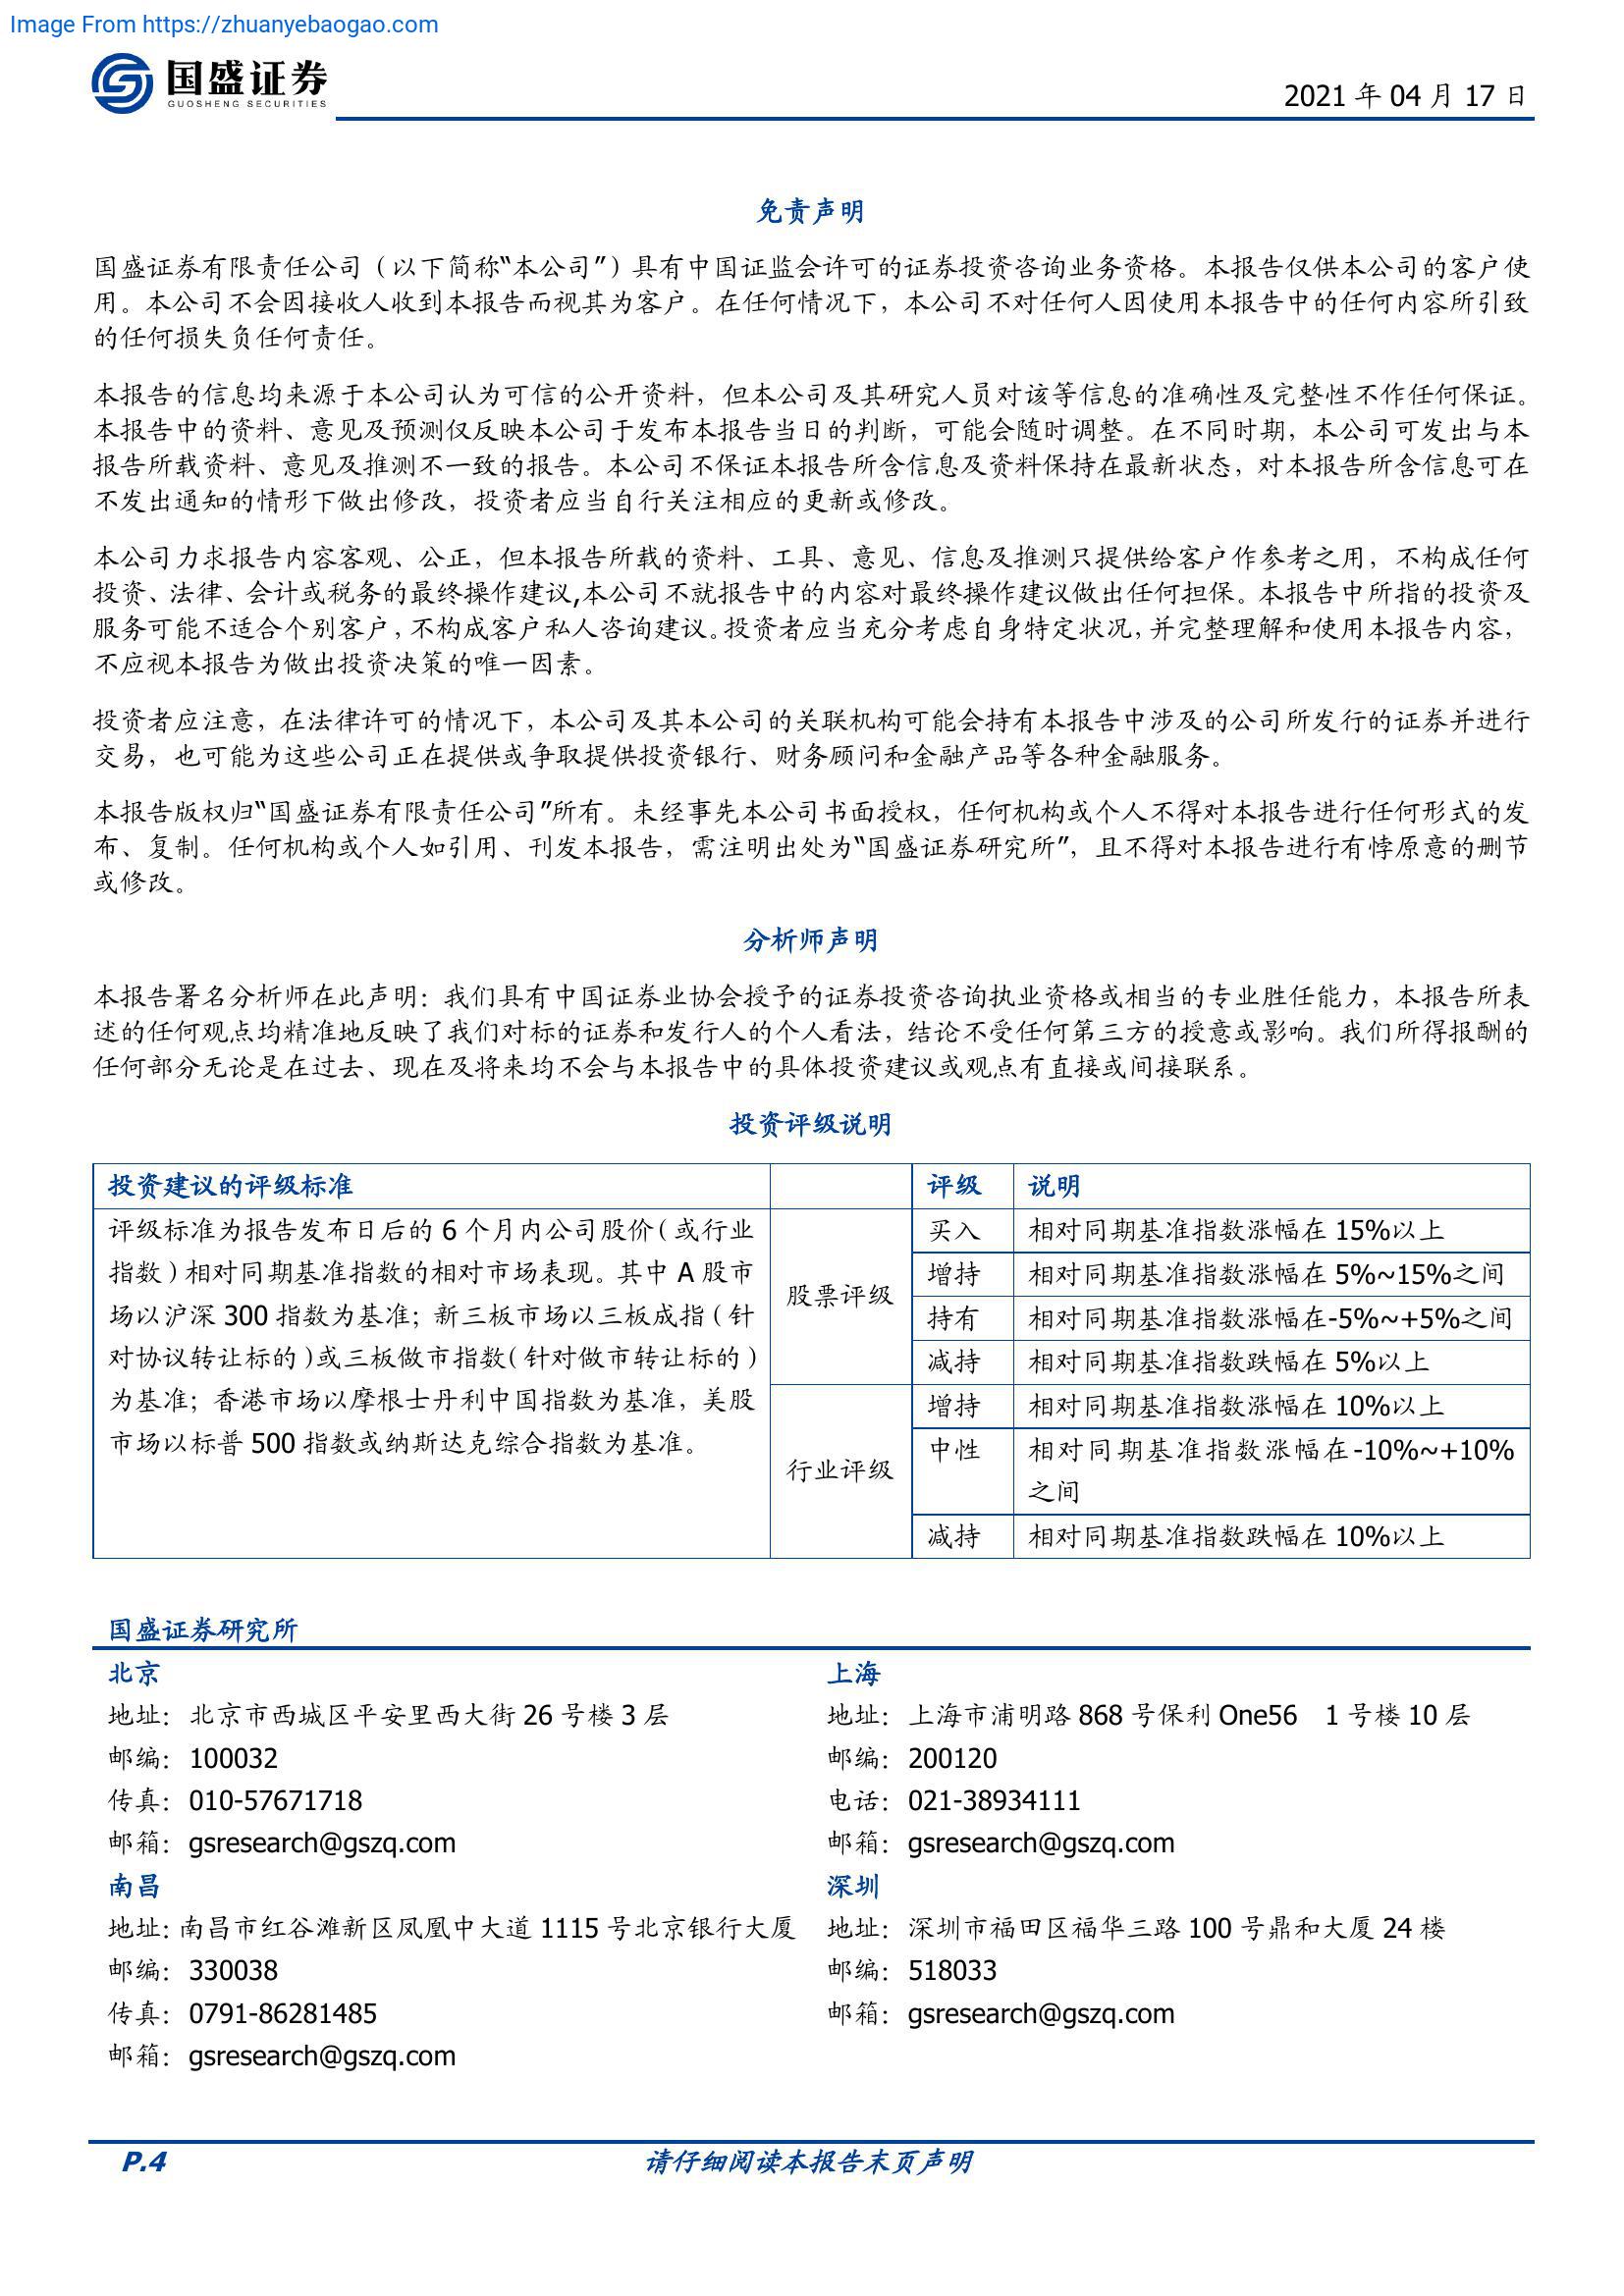 Image From https://zhuanyebaogao.com
国盛证券
GUOSHENG SECURITIES
2021 年 04 月 17 日
免责声明
国盛证券有限责任公司（以下简称“本公司”）具有中国证监会许可的证券投资咨询业务资格。本报告仅供本公司的客户使
用。本公司不会因接收人收到本报告而视其为客户。在任何情况下，本公司不对任何人因使用本报告中的任何内容所引致
的任何损失负任何责任。
本报告的信息均来源于本公司认为可信的公开资料，但本公司及其研究人员对该等信息的准确性及完整性不作任何保证。
本报告中的资料、意见及预测仅反映本公司于发布本报告当日的判断，可能会随时调整。在不同时期，本公司可发出与本
报告所载资料、意见及推测不一致的报告。本公司不保证本报告所含信息及资料保持在最新状态，对本报告所含信息可在
不发出通知的情形下做出修改，投资者应当自行关注相应的更新或修改。
本公司力求报告内容客观、公正，但本报告所载的资料、工具、意见、信息及推测只提供给客户作参考之用，不构成任何
投资、法律、会计或税务的最终操作建议,本公司不就报告中的内容对最终操作建议做出任何担保。本报告中所指的投资及
服务可能不适合个别客户，不构成客户私人咨询建议。投资者应当充分考虑自身特定状况，并完整理解和使用本报告内容，
不应视本报告为做出投资决策的唯一因素。
投资者应注意，在法律许可的情况下，本公司及其本公司的关联机构可能会持有本报告中涉及的公司所发行的证券并进行
交易，也可能为这些公司正在提供或争取提供投资银行、财务顾问和金融产品等各种金融服务。
本报告版权归“国盛证券有限责任公司”所有。未经事先本公司书面授权，任何机构或个人不得对本报告进行任何形式的发
布、复制。任何机构或个人如引用、刊发本报告，需注明出处为“国盛证券研究所”，且不得对本报告进行有悖原意的删节
或修改。
分析师声明
本报告署名分析师在此声明：我们具有中国证券业协会授予的证券投资咨询执业资格或相当的专业胜任能力，本报告所表
述的任何观点均精准地反映了我们对标的证券和发行人的个人看法，结论不受任何第三方的授意或影响。我们所得报酬的
任何部分无论是在过去、现在及将来均不会与本报告中的具体投资建议或观点有直接或间接联系。
投资评级说明
投资建议的评级标准 评级 说明
评级标准为报告发布日后的 6 个月内公司股价（或行业
指数）相对同期基准指数的相对市场表现。其中 A 股市
场以沪深 300 指数为基准；新三板市场以三板成指（针
对协议转让标的）或三板做市指数（针对做市转让标的）
为基准；香港市场以摩根士丹利中国指数为基准，美股
市场以标普 500 指数或纳斯达克综合指数为基准。
股票评级
买入 相对同期基准指数涨幅在 15%以上
增持 相对同期基准指数涨幅在 5%~15%之间
持有 相对同期基准指数涨幅在-5%~+5%之间
减持 相对同期基准指数跌幅在 5%以上
行业评级
增持 相对同期基准指数涨幅在 10%以上
中性 相对同期基准指数涨幅在-10%~+10%
之间
减持 相对同期基准指数跌幅在 10%以上
国盛证券研究所
北京
地址：北京市西城区平安里西大街 26 号楼 3 层
邮编：100032
传真：010-57671718
邮箱：gsresearch@gszq.com
南昌
地址：南昌市红谷滩新区凤凰中大道 1115 号北京银行大厦
邮编：330038
传真：0791-86281485
邮箱：gsresearch@gszq.com
上海
地址：上海市浦明路 868 号保利 One56 1 号楼 10 层
邮编：200120
电话：021-38934111
邮箱：gsresearch@gszq.com
深圳
地址：深圳市福田区福华三路 100 号鼎和大厦 24 楼
邮编：518033
邮箱：gsresearch@gszq.com
P.4 请仔细阅读本报告末页声明